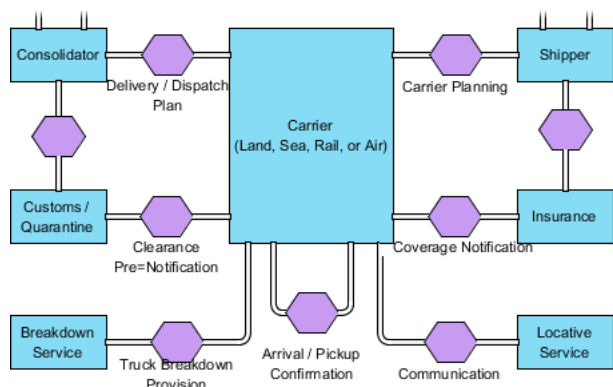 Consolidator
Delivery / Dispatch
Plan
Carrier
(Land, Sea, Rail, or Air)
Carrier Planning
Shipper
Customs /
Quarantine
Clearance
Pre=Notification
Coverage Notification
Insurance
Breakdown
Service
Truck Breakdown
Provision
Arrival / Pickup
Confirmation
Communication
Locative
Service